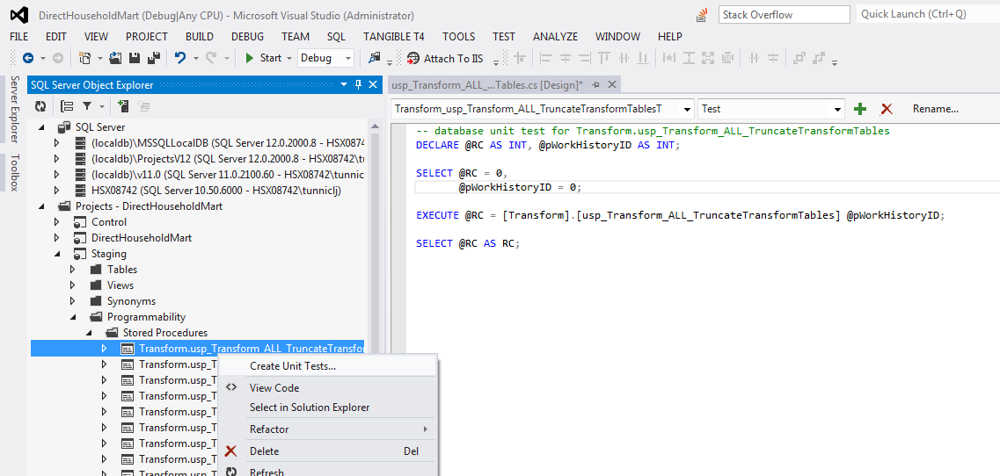 DirectHouseholdMart (Debug|Any CPU) - Microsoft Visual Studio (Administrator)
Stack Overflow
Quick Launch (Ctrl+Q)
FILE EDIT VIEW PROJECT BUILD DEBUG TEAM SQL TANGIBLE T4 TOOLS TEST ANALYZE WINDOW HELP
Start Debug Attach To IIS
Server Explorer
Toolbox
SQL Server Object Explorer
SQL Server
(localdb)\MSSQLLocalDB (SQL Server 12.0.2000.8 - HSX0874
(localdb)\ProjectsV12 (SQL Server 12.0.2000.8 - HSX08742\tu
(localdb)\v11.0 (SQL Server 11.0.2100.60 - HSX08742\tunnic
HSX08742 (SQL Server 10.50.6000 - HSX08742\tunniclj)
Projects - DirectHouseholdMart
Control
DirectHouseholdMart
Staging
Tables
Views
Synonyms
Programmability
Stored Procedures
Transform.usp_Transform_ALL_TruncateTransfor
Transform.usp_T
Transform.usp_T
Transform.usp_T
Transform.usp_T
Transform.usp_T
Transform.usp_T
Transform.usp_T
Transform.usp_T
Create Unit Tests...
View Code
Select in Solution Explorer
Refactor
Delete Del
Refresh
usp_Transform_ALL_...Tables.cs [Design]*
Transform_usp_Transform_ALL_TruncateTransformTablesT
Test
Rename...
-- database unit test for Transform.usp_Transform_ALL_TruncateTransformTables
DECLARE @RC AS INT, @pWorkHistoryID AS INT;
SELECT @RC = 0,
@pWorkHistoryID = 0;
EXECUTE @RC = [Transform].[usp_Transform_ALL_TruncateTransformTables] @pWorkHistoryID;
SELECT @RC AS RC;